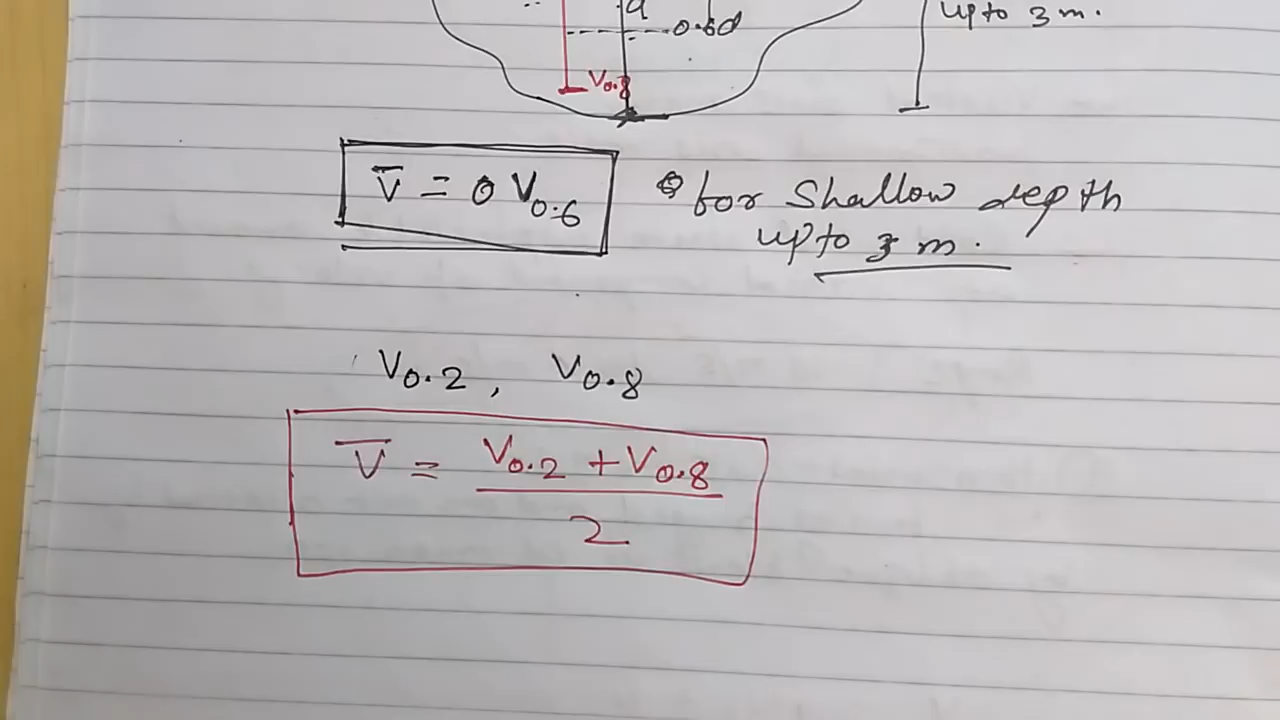 d
0.6d
up to 3 m.
V0.8
V̅ = V0.6 for Shallow depth
up to 3 m.
V0.2 , V0.8
V̅ = V0.2 + V0.8
2